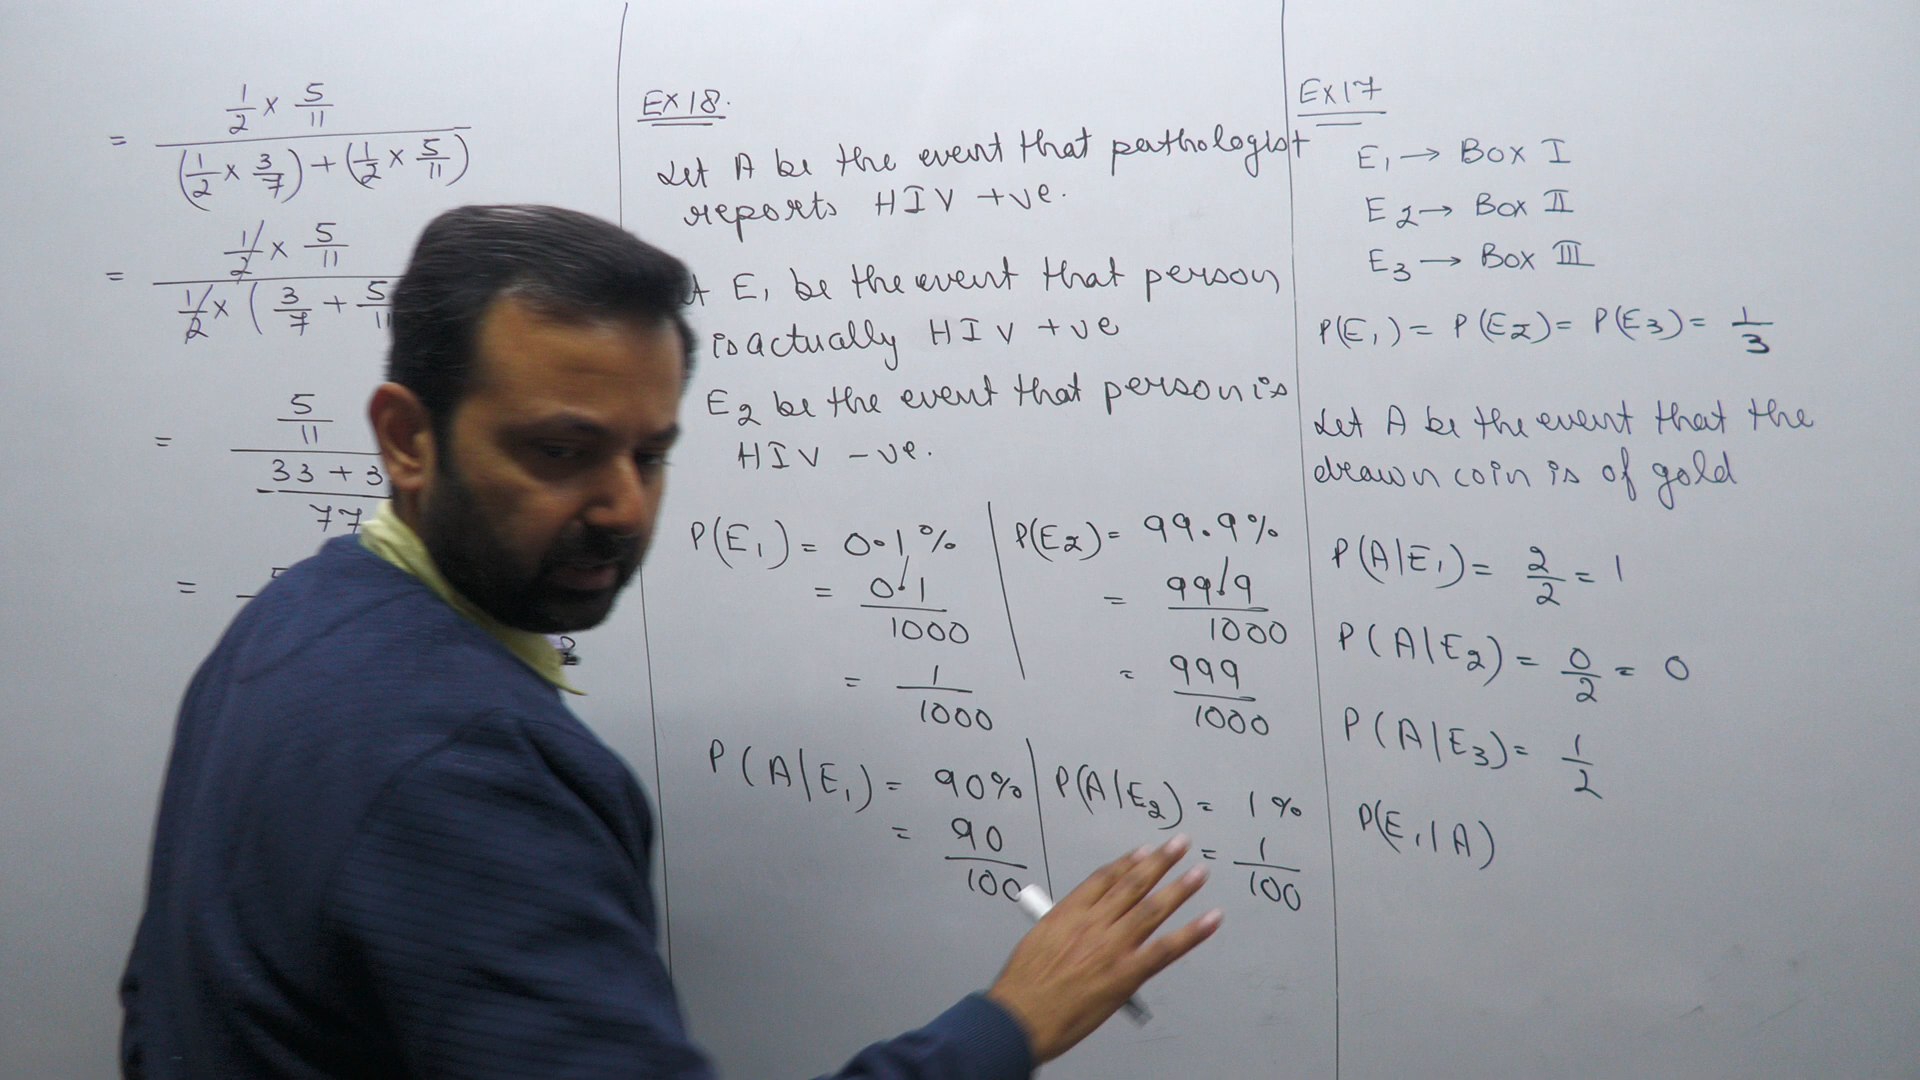 = 1/2 × 5/11 / (1/2 × 3/7) + (1/2 × 5/11)
= 1/2 × 5/11 / 1/2 × (3/7 + 5/11
= 5/11 / 33 + 3 / 77
=
Ex 18.
Let A be the event that pathologist
reports HIV +ve.
E1 be the event that person
is actually HIV +ve
E2 be the event that person is
HIV -ve.
P(E1) = 0.1% | P(E2) = 99.9%
= 0.1/1000 = 99.9/1000
= 1/1000 = 999/1000
P(A|E1) = 90% | P(A|E2) = 1%
= 90/100 = 1/100
Ex 17
E1 → Box I
E2 → Box II
E3 → Box III
P(E1) = P(E2) = P(E3) = 1/3
Let A be the event that the
drawn coin is of gold
P(A|E1) = 2/2 = 1
P(A|E2) = 0/2 = 0
P(A|E3) = 1/2
P(E1|A)